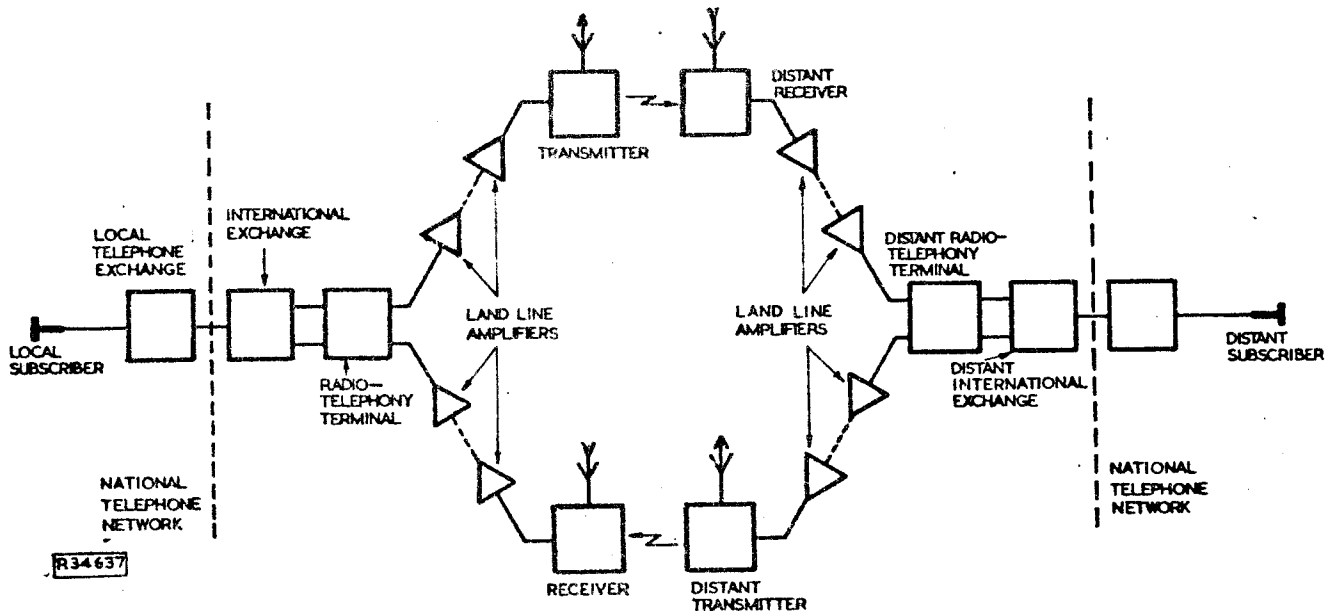 TRANSMITTER
DISTANT
RECEIVER
INTERNATIONAL
EXCHANGE
LOCAL
TELEPHONE
EXCHANGE
DISTANT RADIO-
TELEPHONY
TERMINAL
LAND LINE
AMPLIFIERS
LAND LINE
AMPLIFIERS
LOCAL
SUBSCRIBER
DISTANT
SUBSCRIBER
RADIO-
TELEPHONY
TERMINAL
DISTANT
INTERNATIONAL
EXCHANGE
NATIONAL
TELEPHONE
NETWORK
NATIONAL
TELEPHONE
NETWORK
R34637
RECEIVER
DISTANT
TRANSMITTER